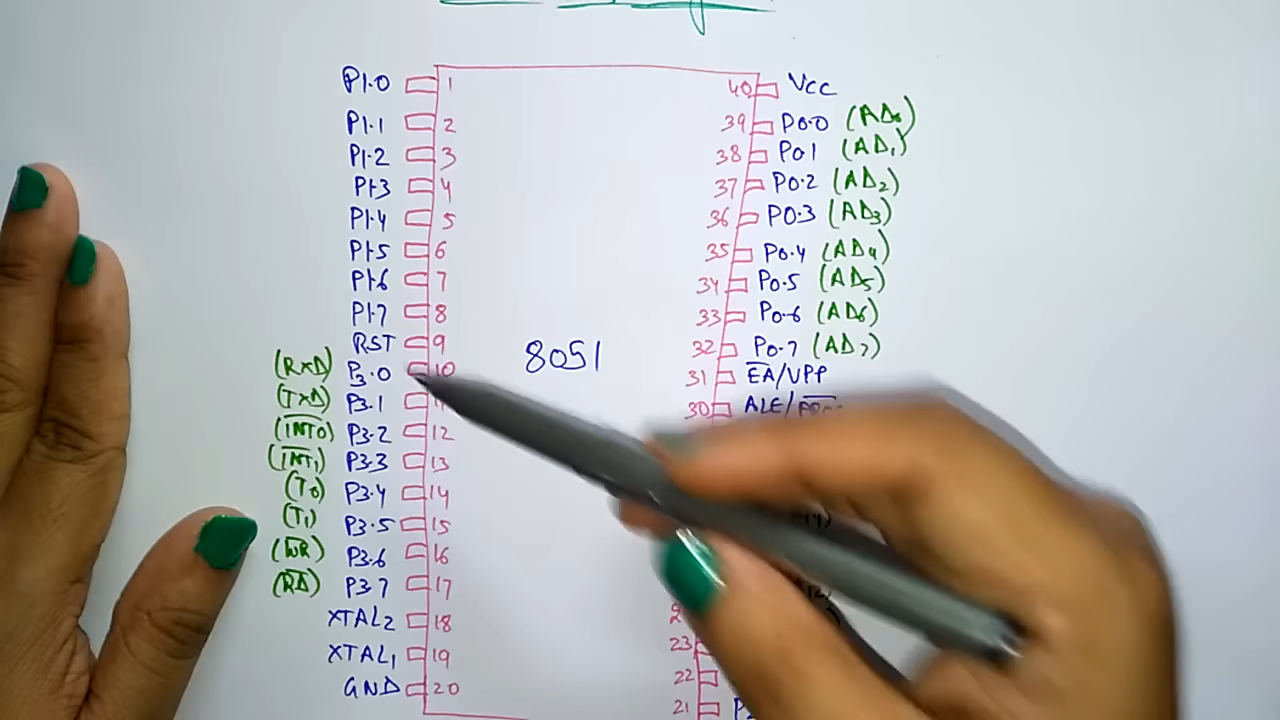 P1.0 1 40 VCC
P1.1 2 39 P0.0 (AD0)
P1.2 3 38 P0.1 (AD1)
P1.3 4 37 P0.2 (AD2)
P1.4 5 36 P0.3 (AD3)
P1.5 6 35 P0.4 (AD4)
P1.6 7 34 P0.5 (AD5)
P1.7 8 33 P0.6 (AD6)
RST 9 8051 32 P0.7 (AD7)
(RXD) P3.0 10 31 EA/VPP
(TXD) P3.1 11 30 ALE/
(INT0) P3.2 12
(INT1) P3.3 13
(T0) P3.4 14
(T1) P3.5 15
(WR) P3.6 16
(RD) P3.7 17
XTAL2 18
XTAL1 19 23
GND 20 22
21